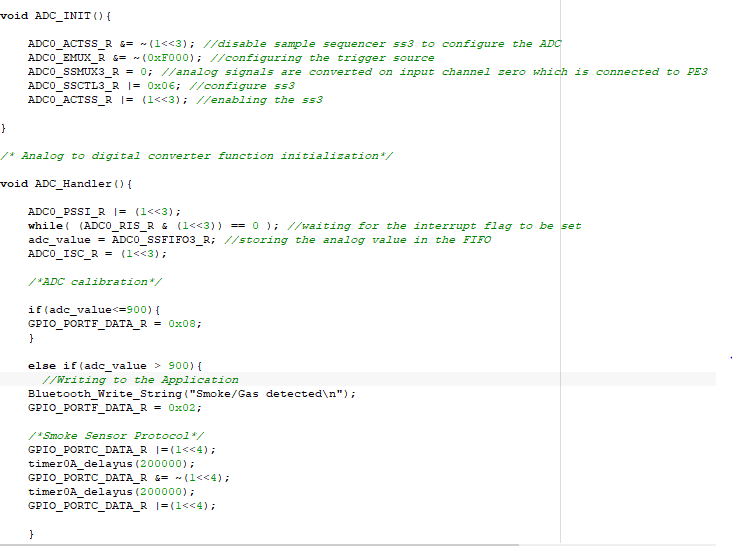 void ADC_INIT(){
ADC0_ACTSS_R &= ~(1<<3); //disable sample sequencer ss3 to configure the ADC
ADC0_EMUX_R &= ~(0xF000); //configuring the trigger source
ADC0_SSMUX3_R = 0; //analog signals are converted on input channel zero which is connected to PE3
ADC0_SSCTL3_R |= 0x06; //configure ss3
ADC0_ACTSS_R |= (1<<3); //enabling the ss3
}
/* Analog to digital converter function initialization*/
void ADC_Handler(){
ADC0_PSSI_R |= (1<<3);
while( (ADC0_RIS_R & (1<<3)) == 0 ); //waiting for the interrupt flag to be set
adc_value = ADC0_SSFIFO3_R; //storing the analog value in the FIFO
ADC0_ISC_R = (1<<3);
/*ADC calibration*/
if(adc_value<=900){
GPIO_PORTF_DATA_R = 0x08;
}
else if(adc_value > 900){
//Writing to the Application
Bluetooth_Write_String("Smoke/Gas detected\n");
GPIO_PORTF_DATA_R = 0x02;
/*Smoke Sensor Protocol*/
GPIO_PORTC_DATA_R |=(1<<4);
timer0A_delayus(200000);
GPIO_PORTC_DATA_R &= ~(1<<4);
timer0A_delayus(200000);
GPIO_PORTC_DATA_R |=(1<<4);
}